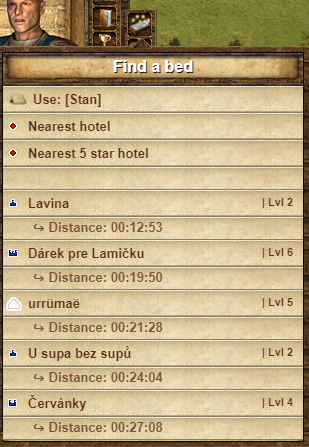 Find a bed
Use: [Stan]
Nearest hotel
Nearest 5 star hotel
Lavina | Lvl 2
↪ Distance: 00:12:53
Dárek pre Lamičku | Lvl 6
↪ Distance: 00:19:50
urrümaë | Lvl 5
↪ Distance: 00:21:28
U supa bez supů | Lvl 2
↪ Distance: 00:24:04
Červánky | Lvl 4
↪ Distance: 00:27:08